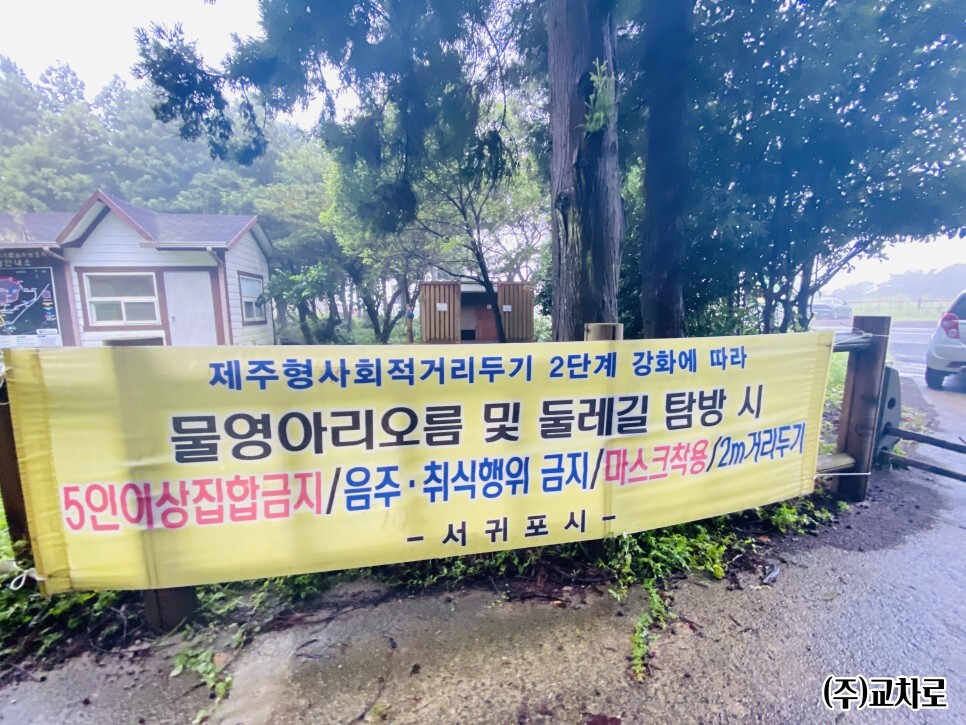 제주형사회적거리두기 2단계 강화에 따라
물영아리오름 및 둘레길 탐방 시
5인이상집합금지/음주·취식행위 금지/마스크착용/2m거리두기
- 서귀포시 -
(주)교차로